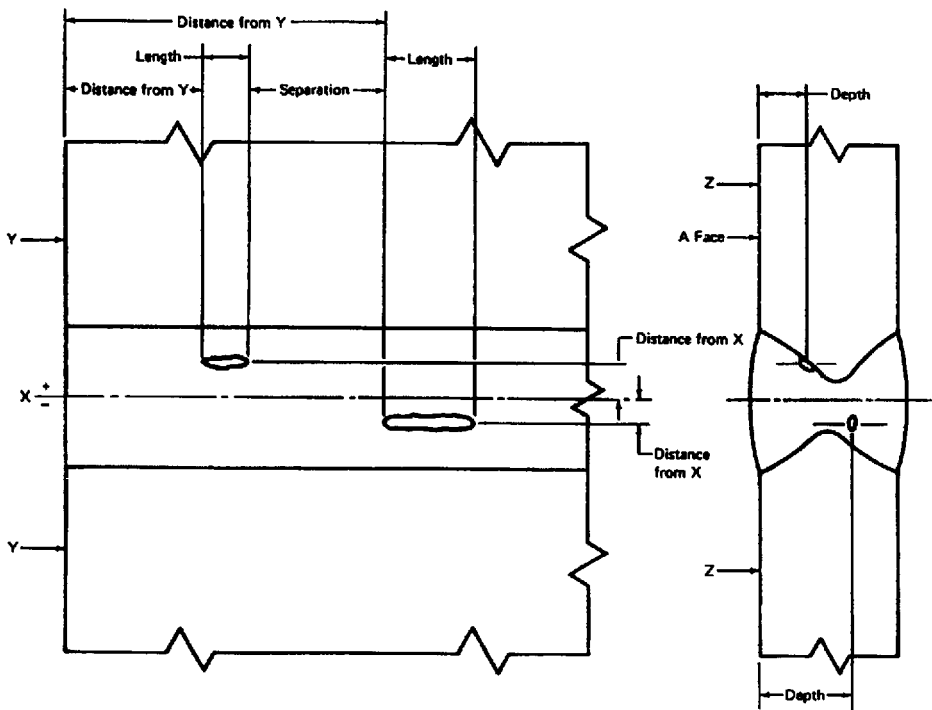 Distance from Y
Length
Length
Distance from Y
Separation
Depth
Z
Y
A Face
Distance from X
+
X
-
Distance
from X
Y
Z
Depth